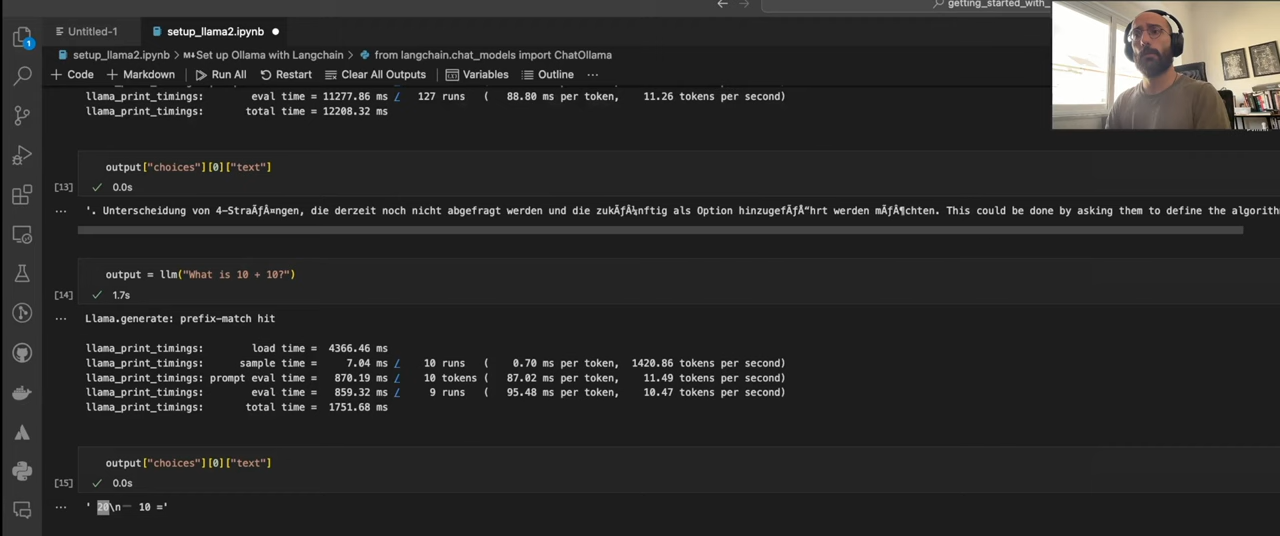 getting_started_with_
Untitled-1
setup_llama2.ipynb
setup_llama2.ipynb > M↓Set up Ollama with Langchain > from langchain.chat_models import ChatOllama
+ Code + Markdown Run All Restart Clear All Outputs Variables Outline ...
llama_print_timings: eval time = 11277.86 ms / 127 runs ( 88.80 ms per token, 11.26 tokens per second)
llama_print_timings: total time = 12208.32 ms
output["choices"][0]["text"]
[13] ✓ 0.0s
... '. Unterscheidung von 4-StraÃƒÂ¤ngen, die derzeit noch nicht abgefragt werden und die zukÃƒÂ¼nftig als Option hinzugefÃƒÅ“hrt werden mÃƒÂ¶chten. This could be done by asking them to define the algorith
output = llm("What is 10 + 10?")
[14] ✓ 1.7s
... Llama.generate: prefix-match hit
llama_print_timings: load time = 4366.46 ms
llama_print_timings: sample time = 7.04 ms / 10 runs ( 0.70 ms per token, 1420.86 tokens per second)
llama_print_timings: prompt eval time = 870.19 ms / 10 tokens ( 87.02 ms per token, 11.49 tokens per second)
llama_print_timings: eval time = 859.32 ms / 9 runs ( 95.48 ms per token, 10.47 tokens per second)
llama_print_timings: total time = 1751.68 ms
output["choices"][0]["text"]
[15] ✓ 0.0s
... ' 20\n— 10 ='
1